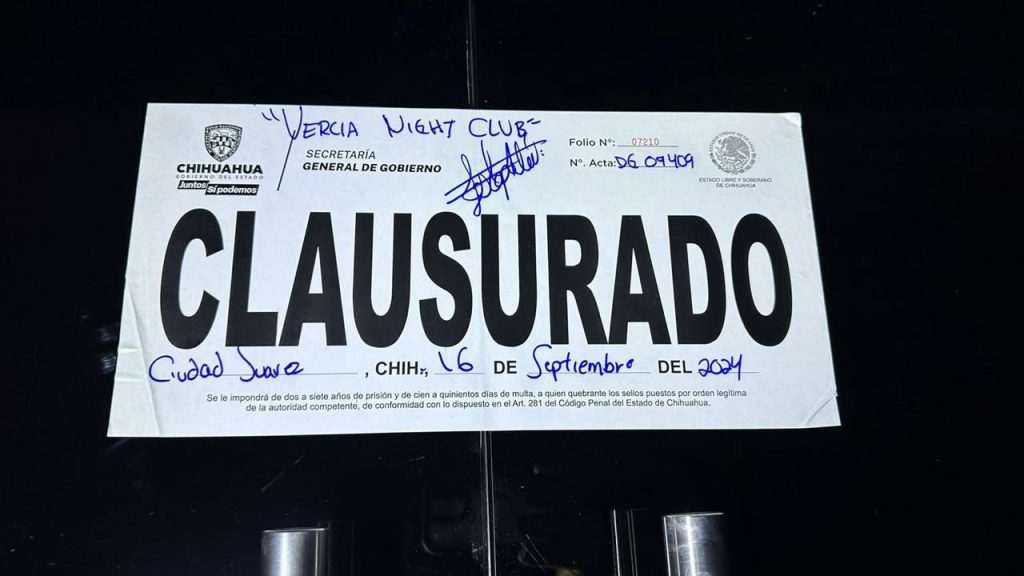 "Vercia Night Club"
CHIHUAHUA
GOBIERNO DEL ESTADO
Juntos Sí podemos
SECRETARÍA
GENERAL DE GOBIERNO
Folio N°: 07210
N°. Acta: DG 09409
ESTADO LIBRE Y SOBERANO
DE CHIHUAHUA
CLAUSURADO
Ciudad Juarez, CHIH., 16 DE Septiembre DEL 2024
Se le impondrá de dos a siete años de prisión y de cien a quinientos días de multa, a quien quebrante los sellos puestos por orden legítima
de la autoridad competente, de conformidad con lo dispuesto en el Art. 281 del Código Penal del Estado de Chihuahua.